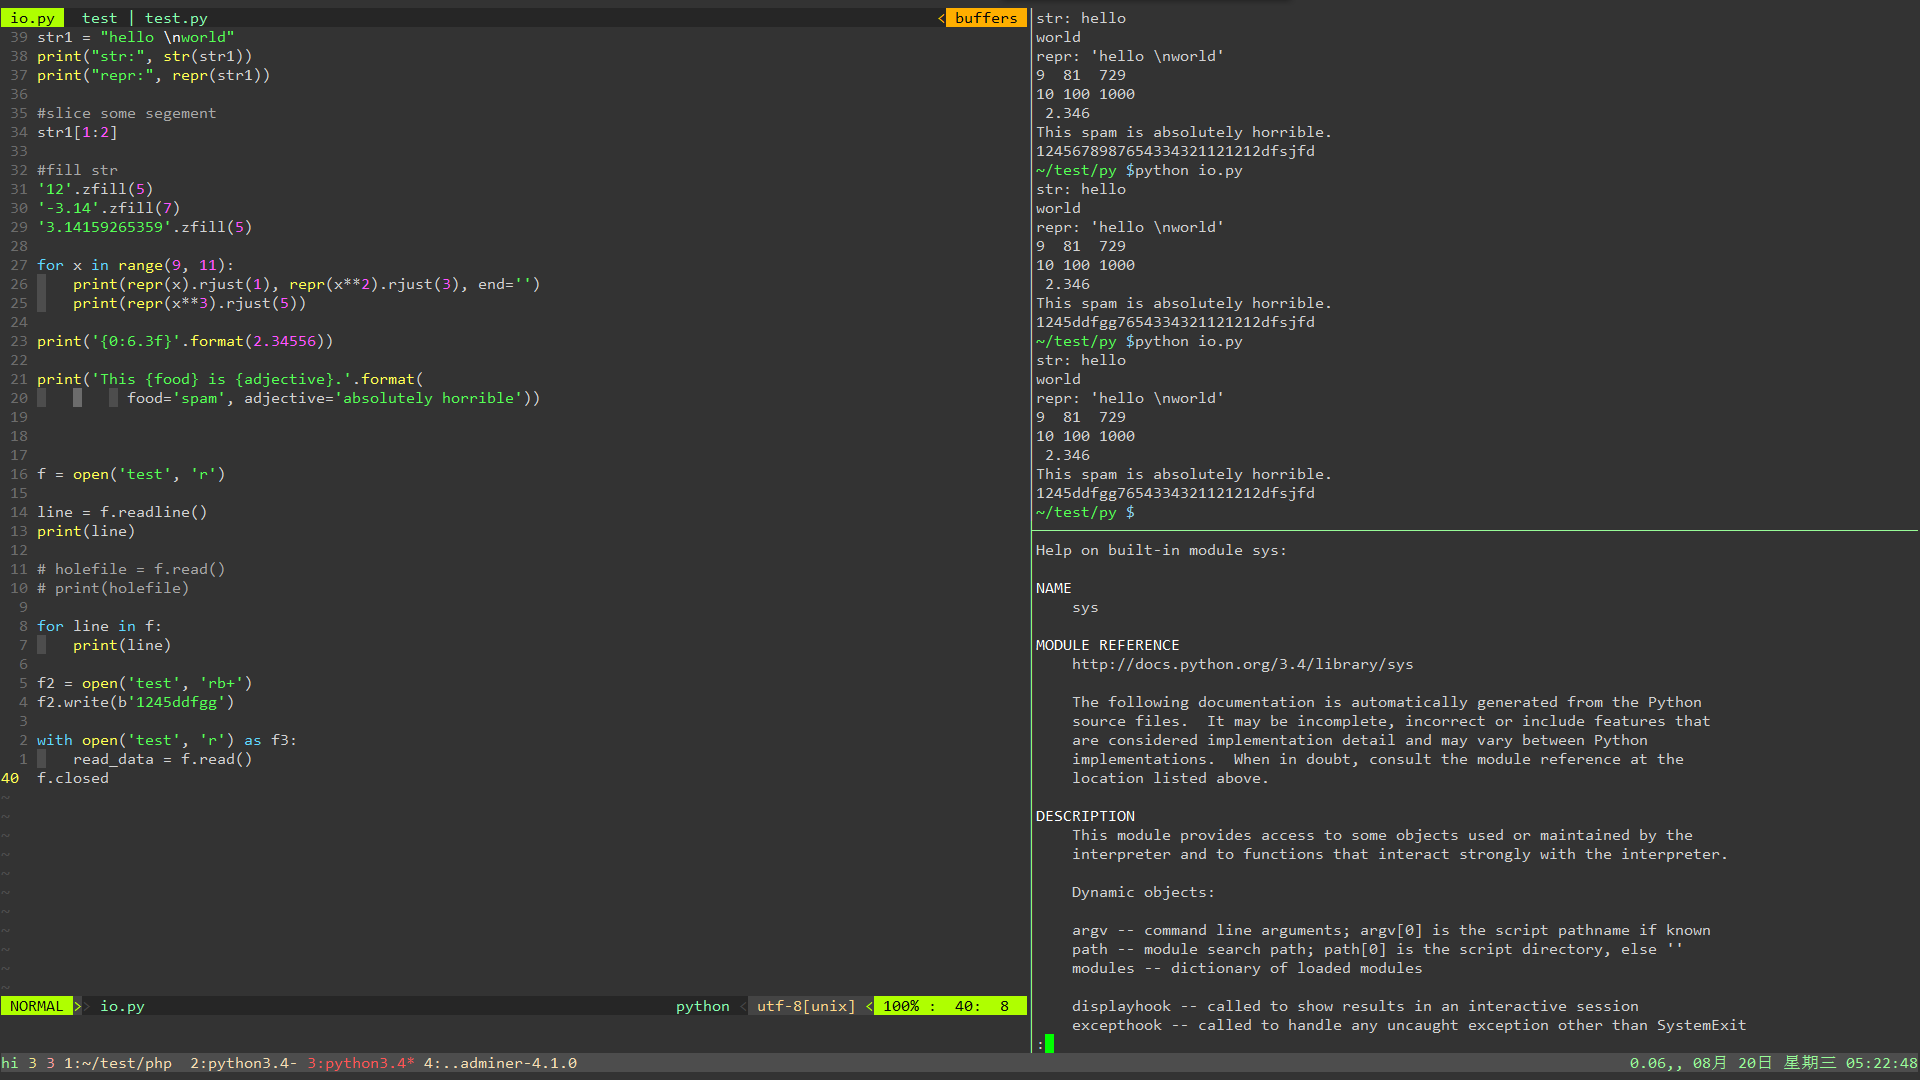 io.py  test | test.py < buffers
39 str1 = "hello \nworld"
38 print("str:", str(str1))
37 print("repr:", repr(str1))
36
35 #slice some segement
34 str1[1:2]
33
32 #fill str
31 '12'.zfill(5)
30 '-3.14'.zfill(7)
29 '3.14159265359'.zfill(5)
28
27 for x in range(9, 11):
26     print(repr(x).rjust(1), repr(x**2).rjust(3), end='')
25     print(repr(x**3).rjust(5))
24
23 print('{0:6.3f}'.format(2.34556))
22
21 print('This {food} is {adjective}.'.format(
20           food='spam', adjective='absolutely horrible'))
19
18
17
16 f = open('test', 'r')
15
14 line = f.readline()
13 print(line)
12
11 # holefile = f.read()
10 # print(holefile)
9
8 for line in f:
7     print(line)
6
5 f2 = open('test', 'rb+')
4 f2.write(b'1245ddfgg')
3
2 with open('test', 'r') as f3:
1     read_data = f.read()
40 f.closed
~
~
~
~
~
~
~
~
~
~
~
NORMAL >> io.py python < utf-8[unix] < 100% :  40:  8
str: hello
world
repr: 'hello \nworld'
9  81  729
10 100 1000
 2.346
This spam is absolutely horrible.
1245678987654334321121212dfsjfd
~/test/py $python io.py
str: hello
world
repr: 'hello \nworld'
9  81  729
10 100 1000
 2.346
This spam is absolutely horrible.
1245ddfgg7654334321121212dfsjfd
~/test/py $python io.py
str: hello
world
repr: 'hello \nworld'
9  81  729
10 100 1000
 2.346
This spam is absolutely horrible.
1245ddfgg7654334321121212dfsjfd
~/test/py $
Help on built-in module sys:
NAME
    sys
MODULE REFERENCE
    http://docs.python.org/3.4/library/sys
    The following documentation is automatically generated from the Python
    source files.  It may be incomplete, incorrect or include features that
    are considered implementation detail and may vary between Python
    implementations.  When in doubt, consult the module reference at the
    location listed above.
DESCRIPTION
    This module provides access to some objects used or maintained by the
    interpreter and to functions that interact strongly with the interpreter.
    Dynamic objects:
    argv -- command line arguments; argv[0] is the script pathname if known
    path -- module search path; path[0] is the script directory, else ''
    modules -- dictionary of loaded modules
    displayhook -- called to show results in an interactive session
    excepthook -- called to handle any uncaught exception other than SystemExit
:
hi 3 3 1:~/test/php  2:python3.4- 3:python3.4* 4:..adminer-4.1.0 0.06,, 08月 20日 星期三 05:22:48